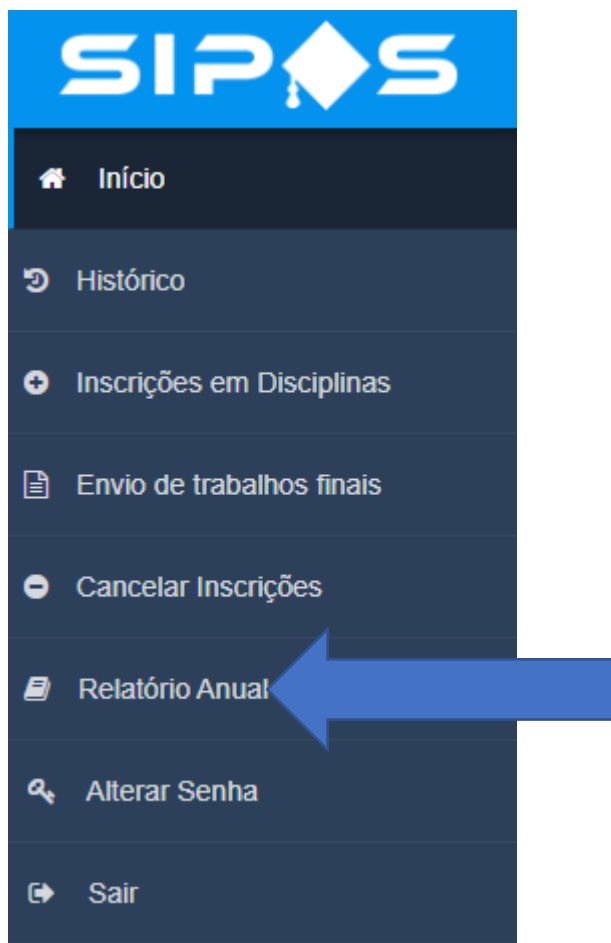 SIPOS
Início
Histórico
Inscrições em Disciplinas
Envio de trabalhos finais
Cancelar Inscrições
Relatório Anual
Alterar Senha
Sair